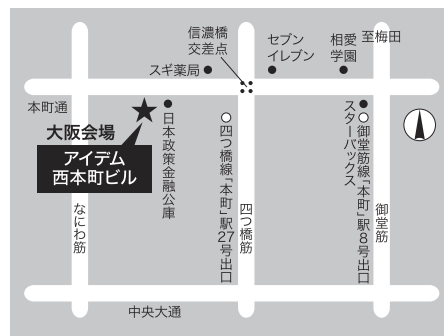 信濃橋
交差点
セブン
イレブン
相愛
学園
至梅田
スギ薬局
本町通
大阪会場
アイデム
西本町ビル
日本政策金融公庫
四つ橋線「本町」駅27号出口
スターバックス
御堂筋線「本町」駅8号出口
なにわ筋
四つ橋筋
御堂筋
中央大通